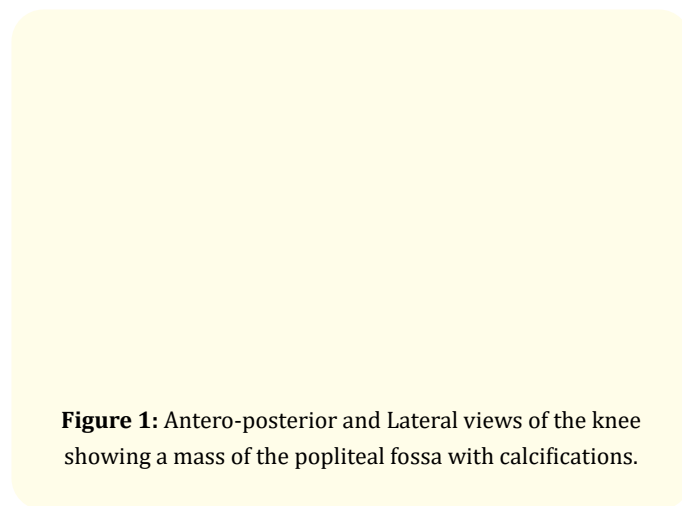 Figure 1: Antero-posterior and Lateral views of the knee
showing a mass of the popliteal fossa with calcifications.